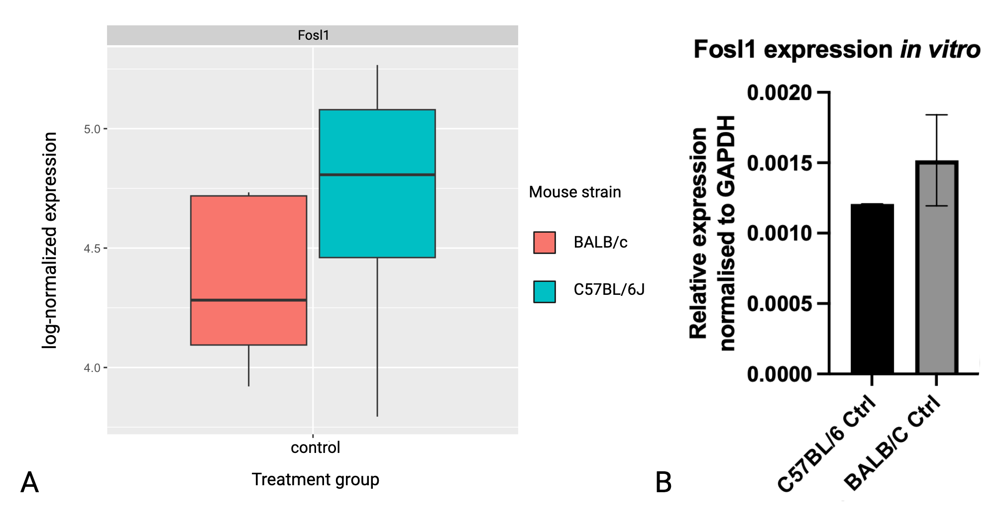 Fosl1
log-normalized expression
5.0
4.5
4.0
control
Treatment group
Mouse strain
BALB/c
C57BL/6J
A
Fosl1 expression in vitro
Relative expression
normalised to GAPDH
0.0020
0.0015
0.0010
0.0005
0.0000
C57BL/6 Ctrl
BALB/C Ctrl
B